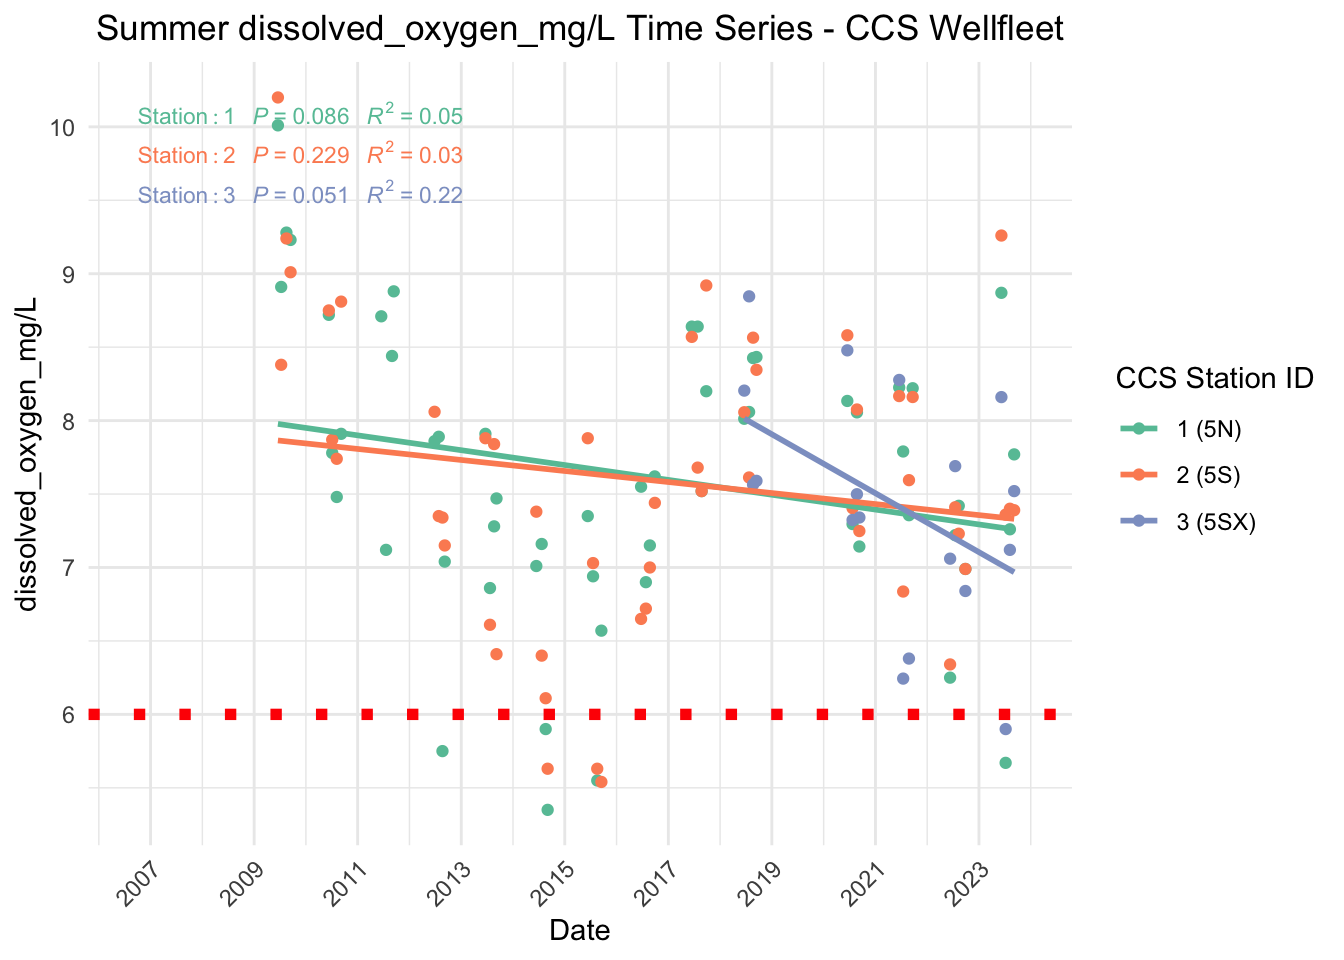 Summer dissolved_oxygen_mg/L Time Series - CCS Wellfleet
Station: 1 P = 0.086 R² = 0.05
Station: 2 P = 0.229 R² = 0.03
Station: 3 P = 0.051 R² = 0.22
10
9
8
7
6
dissolved_oxygen_mg/L
2007
2009
2011
2013
2015
2017
2019
2021
2023
Date
CCS Station ID
1 (5N)
2 (5S)
3 (5SX)